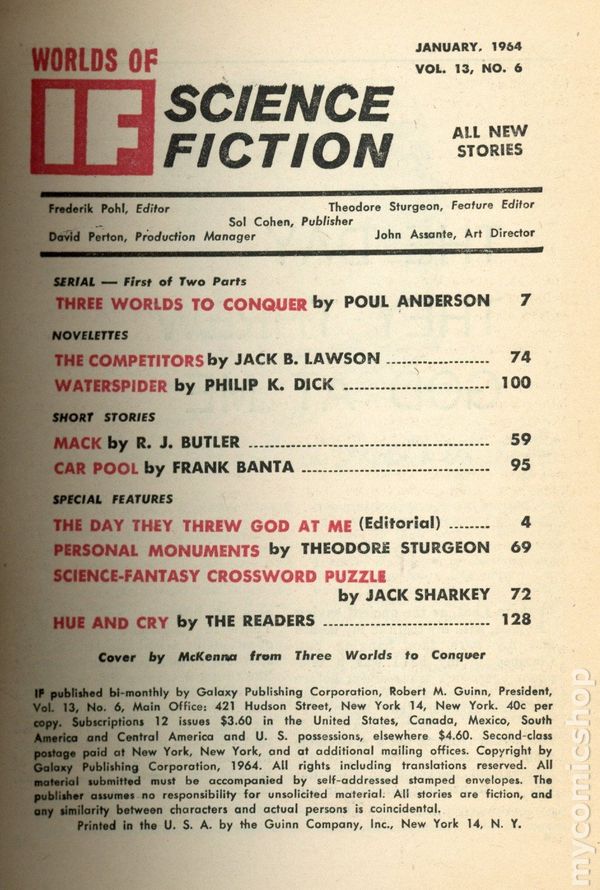 JANUARY, 1964
VOL. 13, NO. 6
WORLDS OF
IF SCIENCE
FICTION
ALL NEW
STORIES
Frederik Pohl, Editor Theodore Sturgeon, Feature Editor
Sol Cohen, Publisher
David Perton, Production Manager John Assante, Art Director
SERIAL — First of Two Parts
THREE WORLDS TO CONQUER by POUL ANDERSON 7
NOVELETTES
THE COMPETITORS by JACK B. LAWSON .................... 74
WATERSPIDER by PHILIP K. DICK ........................... 100
SHORT STORIES
MACK by R. J. BUTLER ............................................ 59
CAR POOL by FRANK BANTA .................................. 95
SPECIAL FEATURES
THE DAY THEY THREW GOD AT ME (Editorial) ........ 4
PERSONAL MONUMENTS by THEODORE STURGEON 69
SCIENCE-FANTASY CROSSWORD PUZZLE
by JACK SHARKEY 72
HUE AND CRY by THE READERS ............................... 128
Cover by McKenna from Three Worlds to Conquer
IF published bi-monthly by Galaxy Publishing Corporation, Robert M. Guinn, President,
Vol. 13, No. 6, Main Office: 421 Hudson Street, New York 14, New York. 40c per
copy. Subscriptions 12 issues $3.60 in the United States, Canada, Mexico, South
America and Central America and U. S. possessions, elsewhere $4.60. Second-class
postage paid at New York, New York, and at additional mailing offices. Copyright by
Galaxy Publishing Corporation, 1964. All rights including translations reserved. All
material submitted must be accompanied by self-addressed stamped envelopes. The
publisher assumes no responsibility for unsolicited material. All stories are fiction, and
any similarity between characters and actual persons is coincidental.
Printed in the U. S. A. by the Guinn Company, Inc., New York 14, N. Y.
mycomicshop